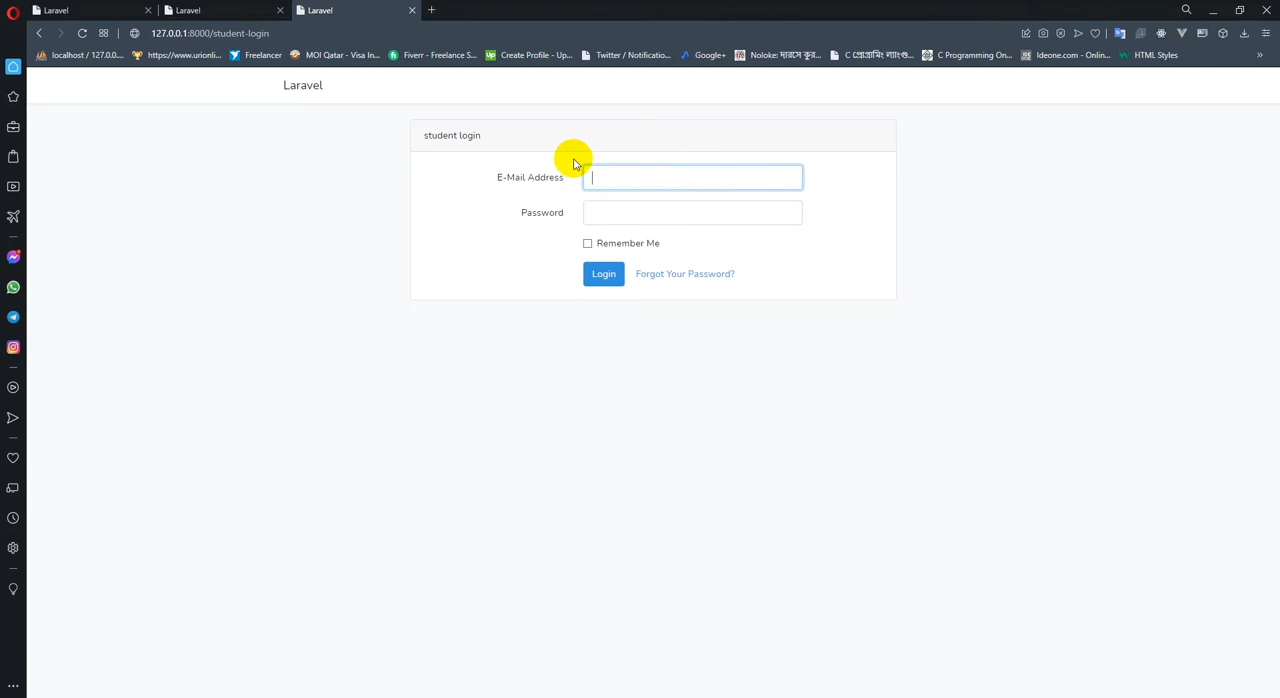 Laravel
Laravel
Laravel
127.0.0.1:8000/student-login
localhost / 127.0.0....
https://www.urionli...
Freelancer
MOI Qatar - Visa In...
Fiverr - Freelance S...
Up Create Profile - Up...
Twitter / Notificatio...
Google+
Noloke: দারসে কুর...
C প্রোগ্রামিং ল্যাংগু...
C Programming On...
Ideone.com - Onlin...
HTML Styles
Laravel
student login
E-Mail Address
Password
Remember Me
Login
Forgot Your Password?